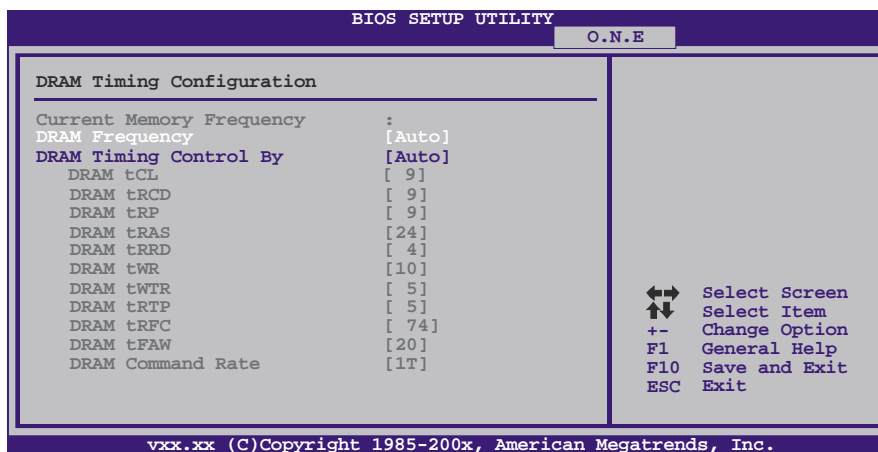 BIOS SETUP UTILITY
O.N.E
DRAM Timing Configuration
Current Memory Frequency :
DRAM Frequency [Auto]
DRAM Timing Control By [Auto]
DRAM tCL [ 9]
DRAM tRCD [ 9]
DRAM tRP [ 9]
DRAM tRAS [24]
DRAM tRRD [ 4]
DRAM tWR [10]
DRAM tWTR [ 5]
DRAM tRTP [ 5]
DRAM tRFC [ 74]
DRAM tFAW [20]
DRAM Command Rate [1T]
Select Screen
Select Item
+- Change Option
F1 General Help
F10 Save and Exit
ESC Exit
vxx.xx (C)Copyright 1985-200x, American Megatrends, Inc.